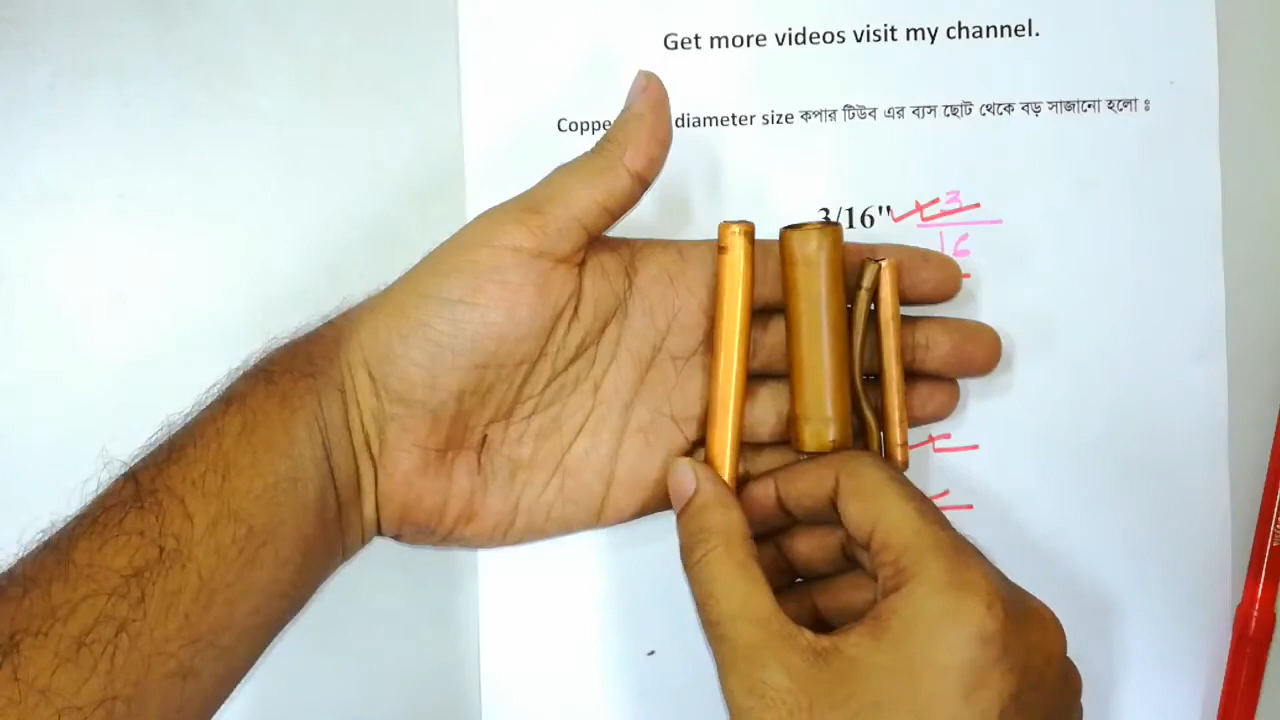 Get more videos visit my channel.
Coppe diameter size কপার টিউব এর ব্যস ছোট থেকে বড় সাজানো হলো ঃ
3/16" 3
16